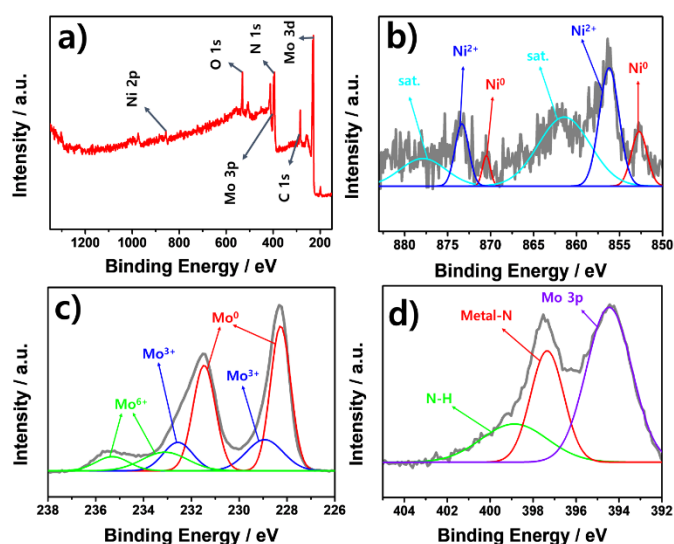 a)
Ni 2p
O 1s
N 1s
Mo 3d
Mo 3p
C 1s
Intensity / a.u.
1200 1000 800 600 400 200
Binding Energy / eV
b)
sat.
Ni2+
Ni0
sat.
Ni2+
Ni0
Intensity / a.u.
880 875 870 865 860 855 850
Binding Energy / eV
c)
Mo0
Mo3+
Mo3+
Mo6+
Intensity / a.u.
238 236 234 232 230 228 226
Binding Energy / eV
d)
Mo 3p
Metal-N
N-H
Intensity / a.u.
404 402 400 398 396 394 392
Binding Energy / eV